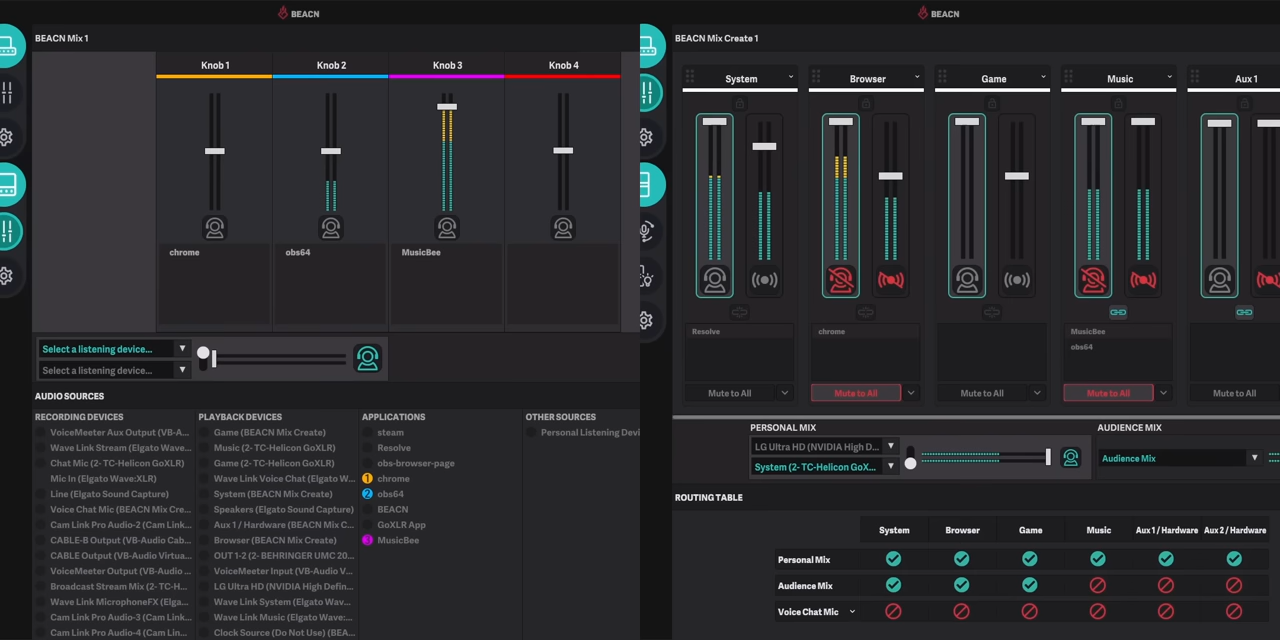 BEACN
BEACN Mix 1
Knob 1
Knob 2
Knob 3
Knob 4
chrome
obs64
MusicBee
Select a listening device...
Select a listening device...
AUDIO SOURCES
RECORDING DEVICES
VoiceMeeter Aux Output (VB-A...
Wave Link Stream (Elgato Wave...
Chat Mic (2- TC-Helicon GoXLR)
Mic In (Elgato Wave:XLR)
Line (Elgato Sound Capture)
Voice Chat Mic (BEACN Mix Cre...
Cam Link Pro Audio-2 (Cam Link...
CABLE-B Output (VB-Audio Cab...
CABLE Output (VB-Audio Virtua...
VoiceMeeter Output (VB-Audio ...
Broadcast Stream Mix (2- TC-H...
Wave Link MicrophoneFX (Elga...
Cam Link Pro Audio-3 (Cam Link...
Cam Link Pro Audio-4 (Cam Lin...
PLAYBACK DEVICES
Game (BEACN Mix Create)
Music (2- TC-Helicon GoXLR)
Game (2- TC-Helicon GoXLR)
Wave Link Voice Chat (Elgato W...
System (BEACN Mix Create)
Speakers (Elgato Sound Capture)
Aux 1 / Hardware (BEACN Mix C...
Browser (BEACN Mix Create)
OUT 1-2 (2- BEHRINGER UMC 20...
VoiceMeeter Input (VB-Audio V...
LG Ultra HD (NVIDIA High Defin...
Wave Link System (Elgato Wav...
Wave Link Music (Elgato Wave:...
Clock Source (Do Not Use) (BEA...
APPLICATIONS
steam
Resolve
obs-browser-page
1 chrome
2 obs64
BEACN
GoXLR App
3 MusicBee
OTHER SOURCES
Personal Listening Devi
BEACN
BEACN Mix Create 1
System
Browser
Game
Music
Aux 1
Resolve
chrome
MusicBee
obs64
Mute to All
Mute to All
Mute to All
Mute to All
Mute to All
PERSONAL MIX
LG Ultra HD (NVIDIA High D...
System (2- TC-Helicon GoX...
AUDIENCE MIX
Audience Mix
ROUTING TABLE
System
Browser
Game
Music
Aux 1 / Hardware
Aux 2 / Hardware
Personal Mix
Audience Mix
Voice Chat Mic